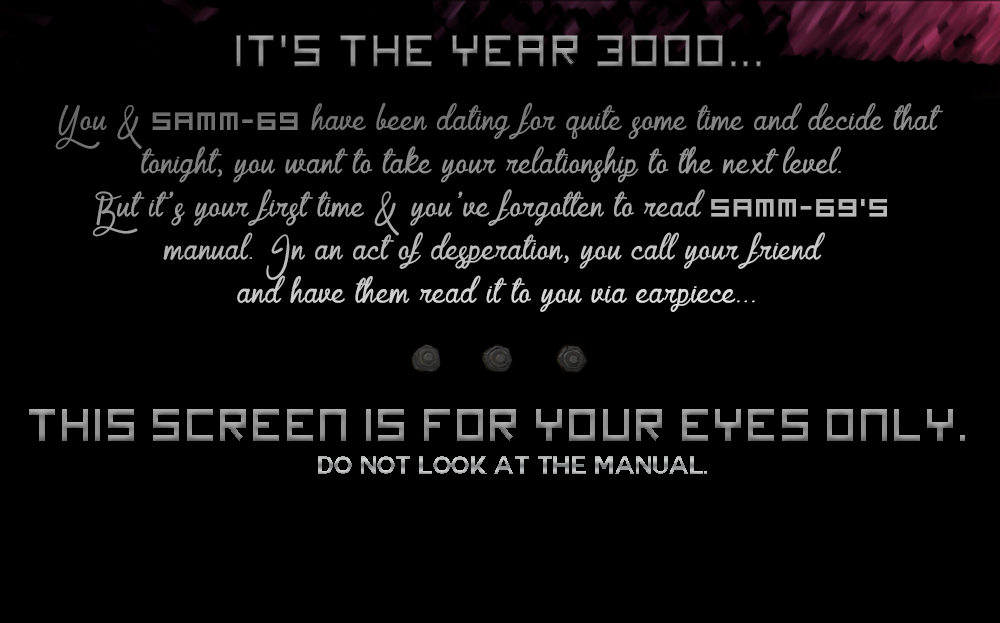 IT'S THE YEAR 3000...
You & SAMM-69 have been dating for quite some time and decide that
tonight, you want to take your relationship to the next level.
But it's your first time & you've forgotten to read SAMM-69'S
manual. In an act of desperation, you call your friend
and have them read it to you via earpiece...
THIS SCREEN IS FOR YOUR EYES ONLY.
DO NOT LOOK AT THE MANUAL.